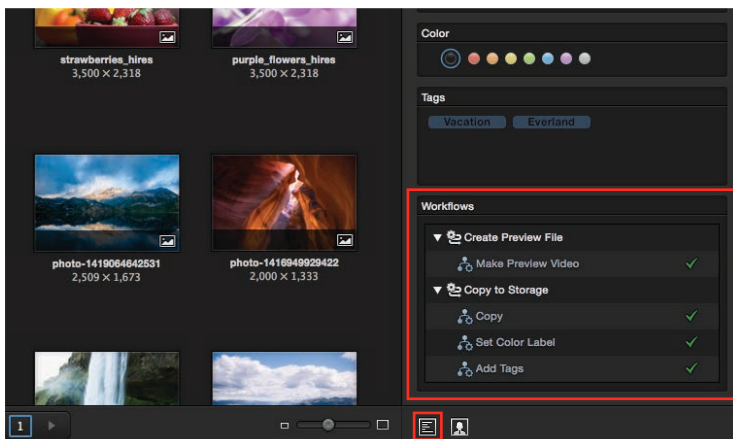 strawberries_hires
3,500 × 2,318
purple_flowers_hires
3,500 × 2,318
photo-1419064642531
2,509 × 1,673
photo-1416949929422
2,000 × 1,333
1
Color
Tags
Vacation Everland
Workflows
Create Preview File
Make Preview Video
Copy to Storage
Copy
Set Color Label
Add Tags